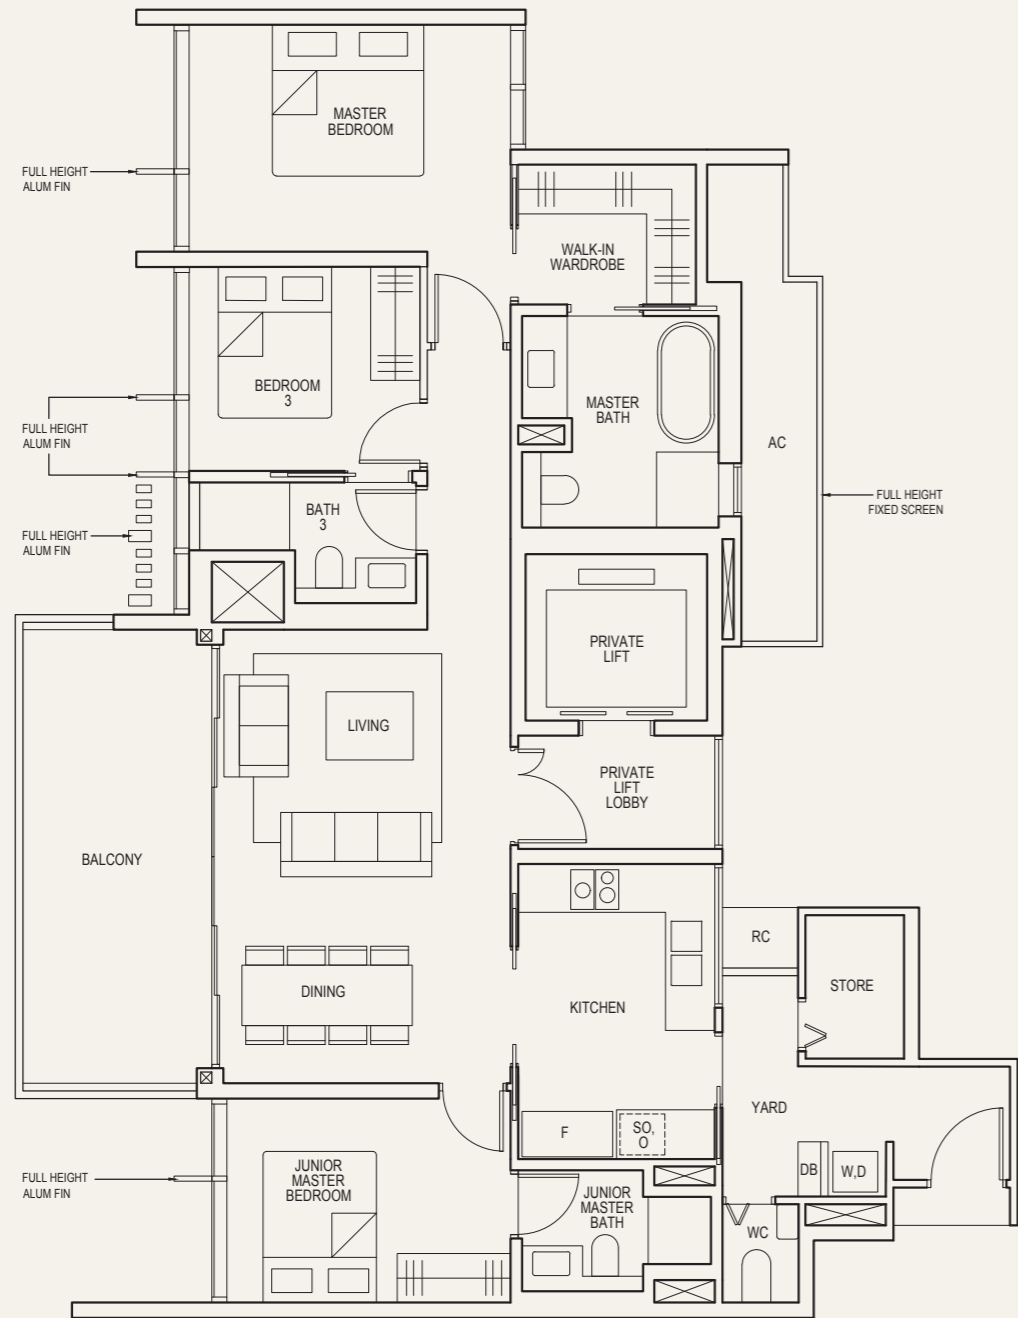 MASTER
BEDROOM
FULL HEIGHT
ALUM FIN
WALK-IN
WARDROBE
BEDROOM
3
MASTER
BATH
FULL HEIGHT
ALUM FIN
AC
FULL HEIGHT
FIXED SCREEN
BATH
3
FULL HEIGHT
ALUM FIN
PRIVATE
LIFT
LIVING
PRIVATE
LIFT
LOBBY
BALCONY
RC
STORE
DINING
KITCHEN
YARD
F
SO,
O
DB
W,D
JUNIOR
MASTER
BEDROOM
FULL HEIGHT
ALUM FIN
JUNIOR
MASTER
BATH
WC